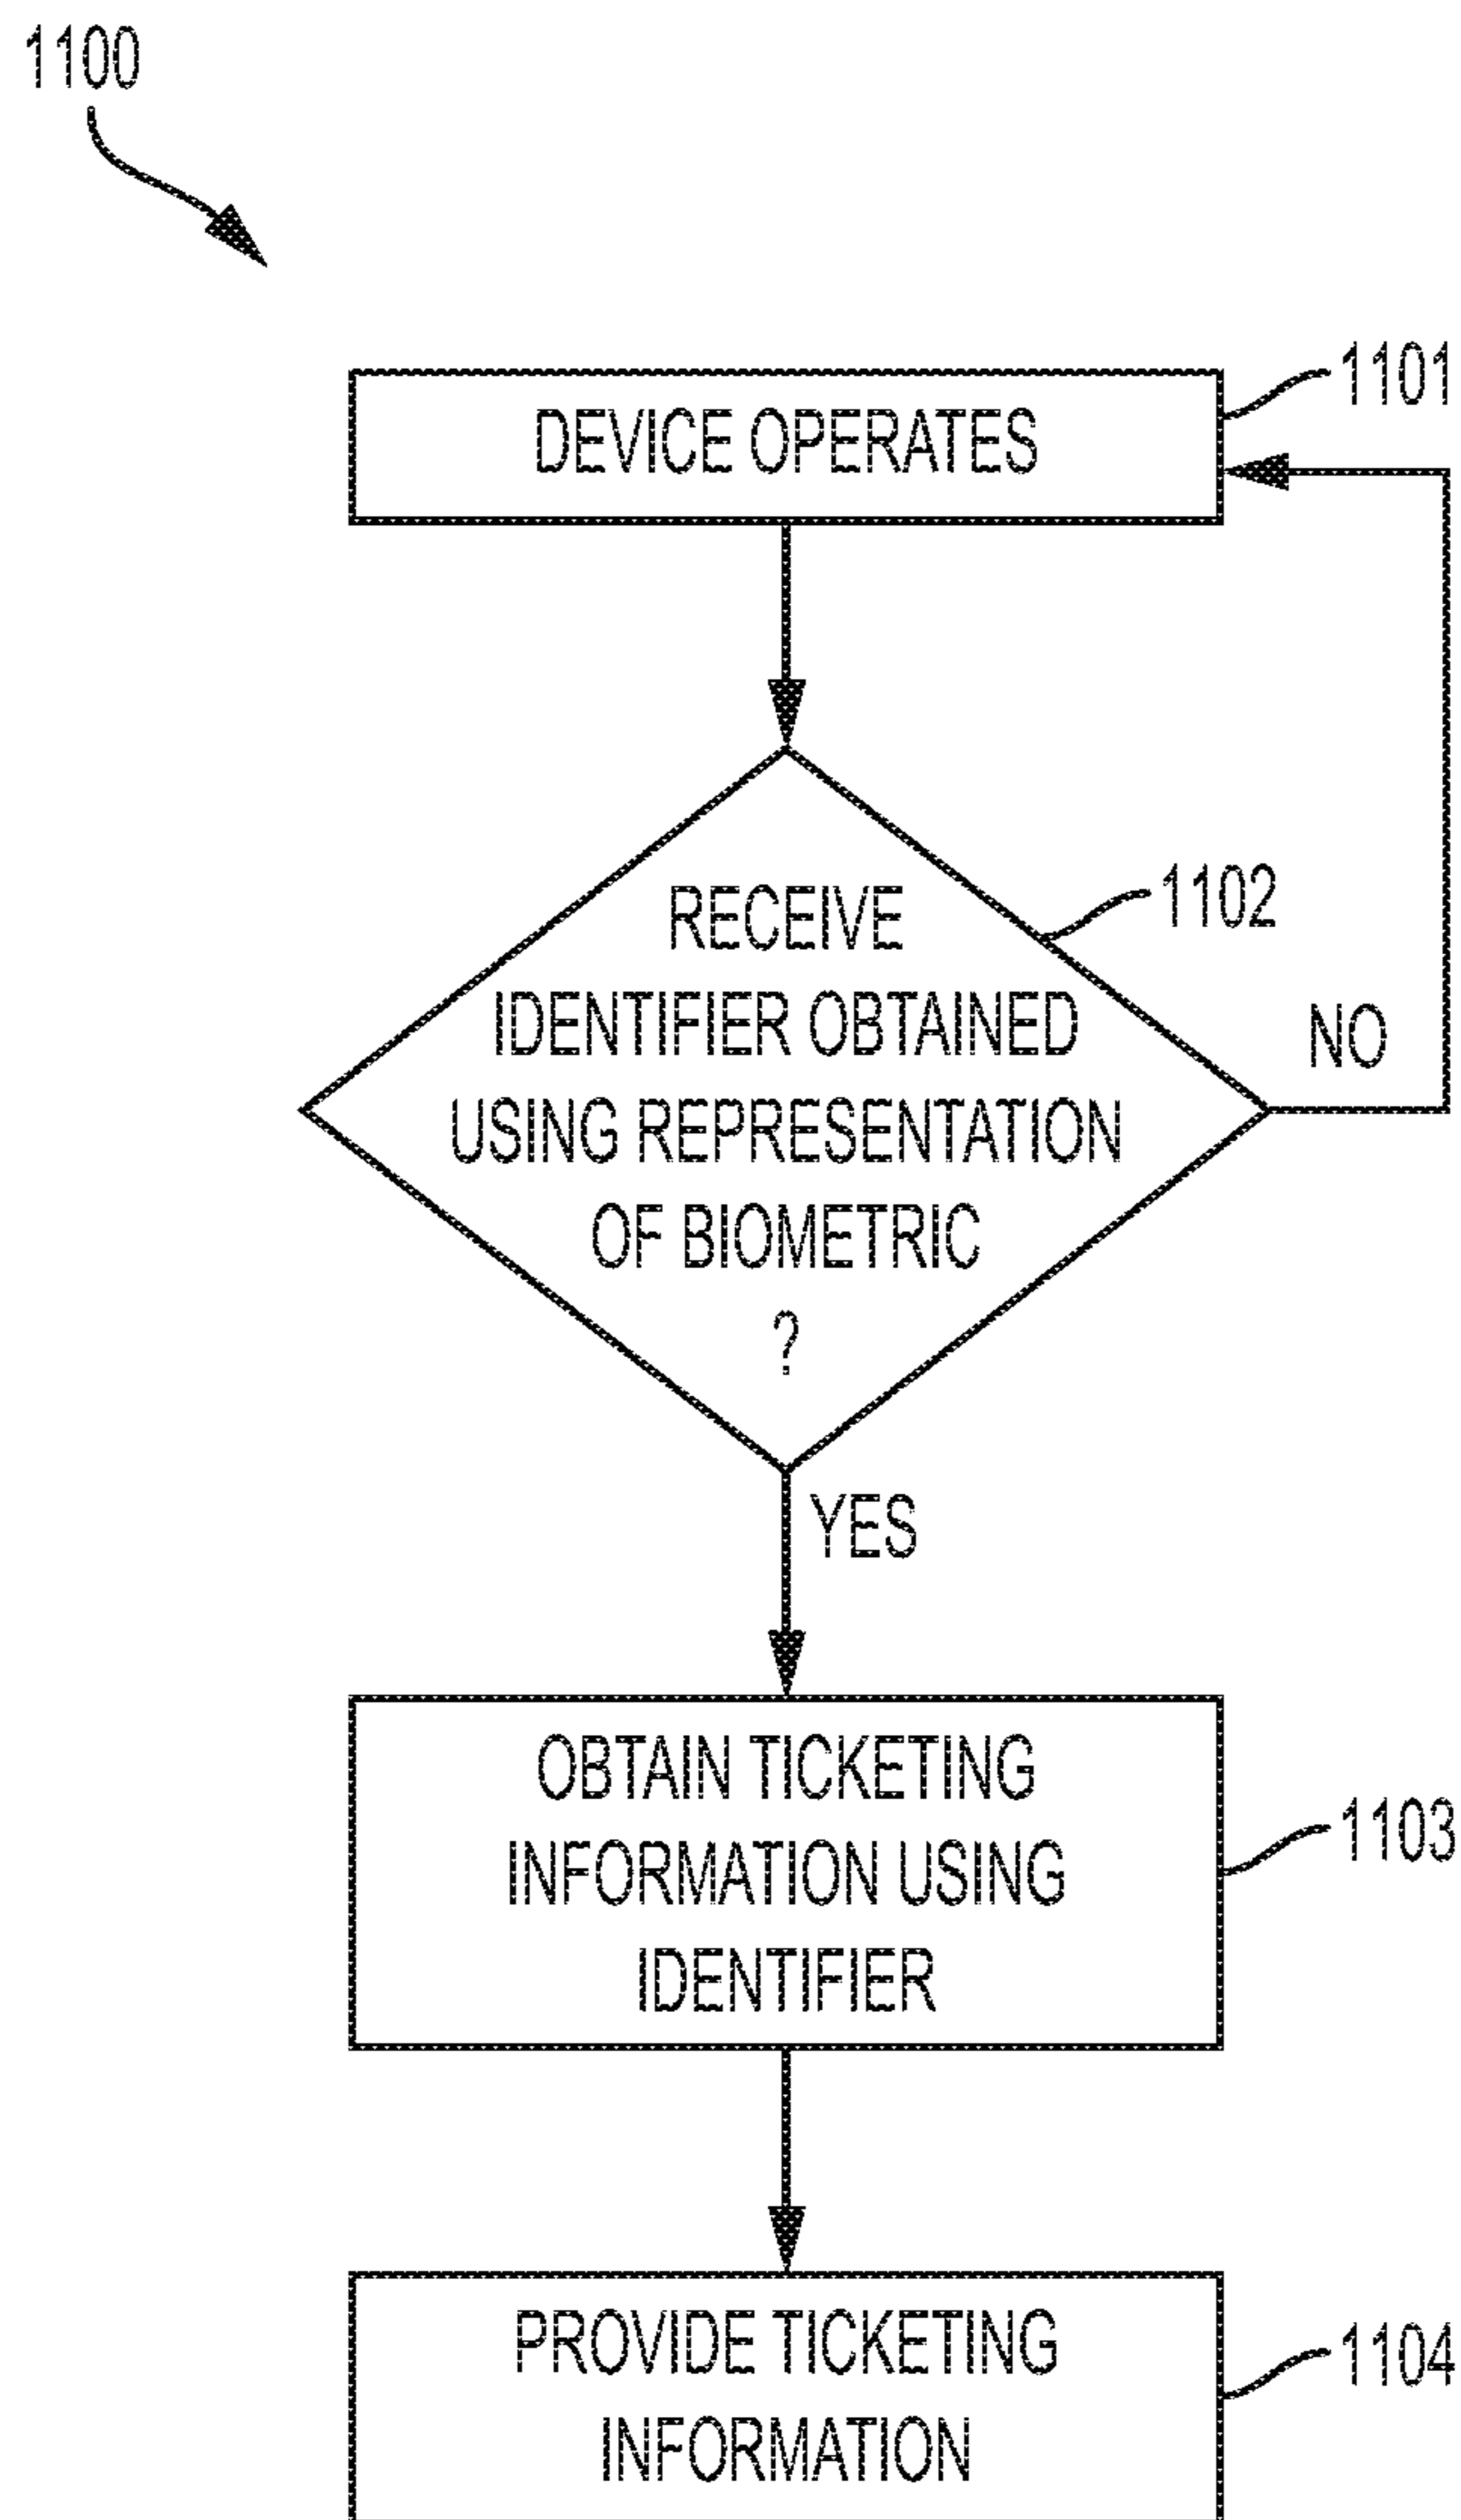 1100
1101
DEVICE OPERATES
1102
RECEIVE
IDENTIFIER OBTAINED
USING REPRESENTATION
OF BIOMETRIC
?
NO
YES
OBTAIN TICKETING
INFORMATION USING
IDENTIFIER
1103
PROVIDE TICKETING
INFORMATION
1104